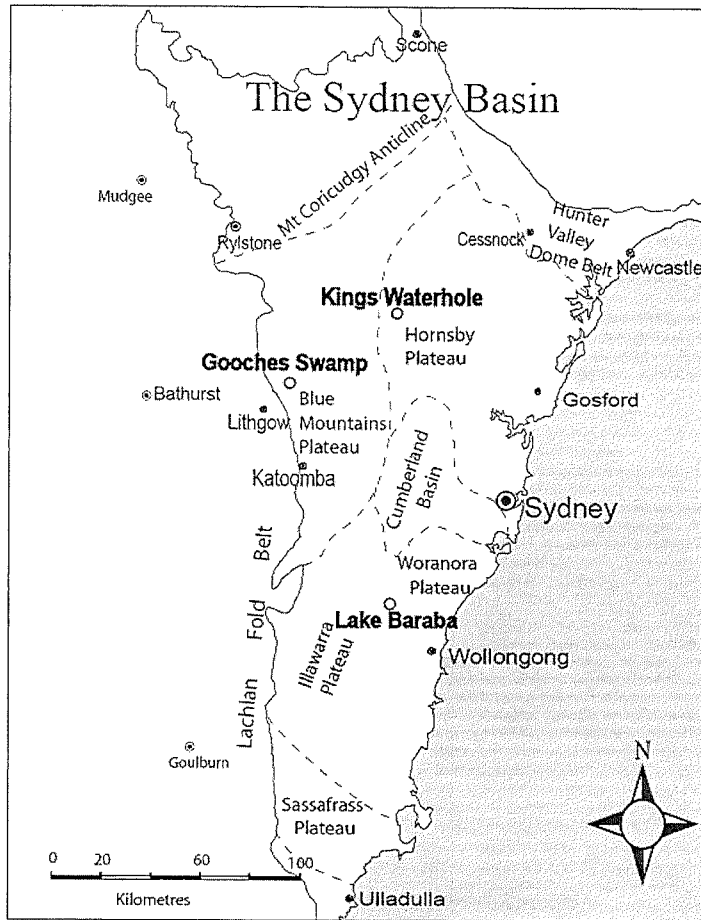 Scone
The Sydney Basin
Mt Coricudgy Anticline
Mudgee
Rylstone
Hunter
Valley
Dome Belt
Cessnock
Newcastle
Kings Waterhole
Hornsby
Plateau
Gooches Swamp
Blue
Mountains
Plateau
Bathurst
Lithgow
Gosford
Katoomba
Cumberland
Basin
Sydney
Woranora
Plateau
Lachlan Fold Belt
Lake Baraba
Illawarra
Plateau
Wollongong
Goulburn
N
Sassafrass
Plateau
0 20 60 100
Kilometres
Ulladulla